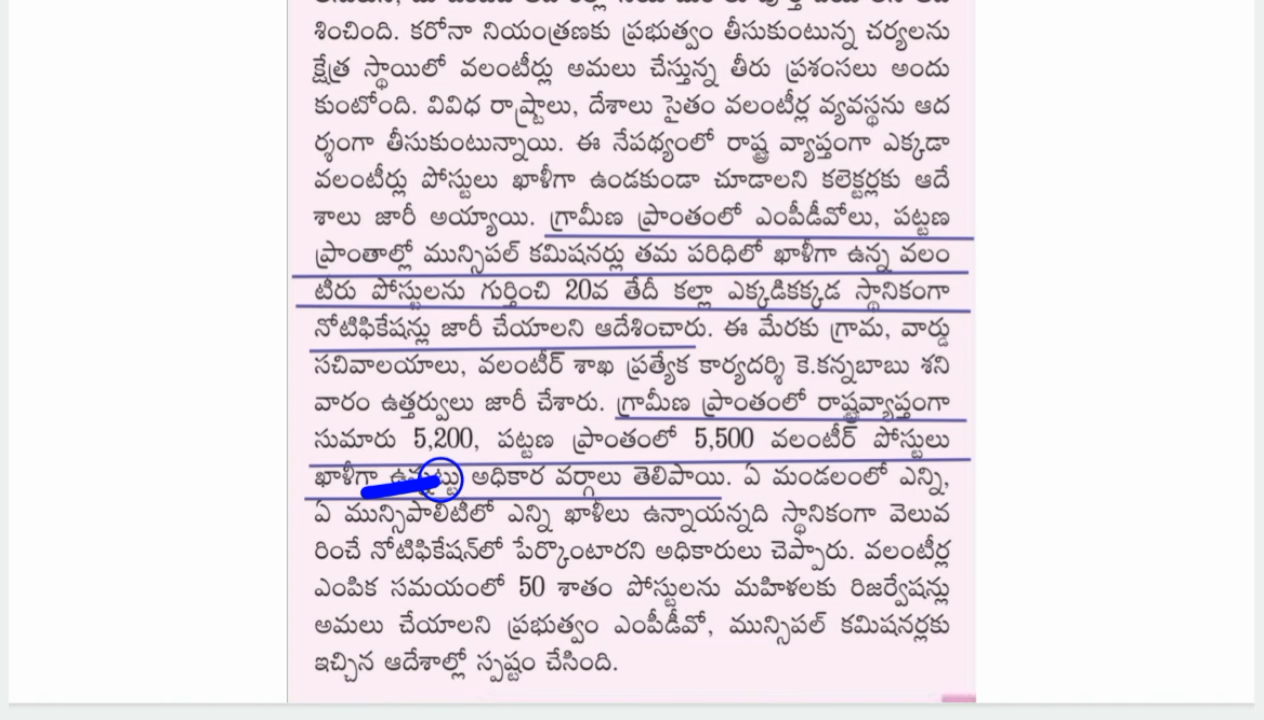 శించింది. కరోనా నియంత్రణకు ప్రభుత్వం తీసుకుంటున్న చర్యలను
క్షేత్ర స్థాయిలో వలంటీర్లు అమలు చేస్తున్న తీరు ప్రశంసలు అందు
కుంటోంది. వివిధ రాష్ట్రాలు, దేశాలు సైతం వలంటీర్ల వ్యవస్థను ఆద
ర్శంగా తీసుకుంటున్నాయి. ఈ నేపథ్యంలో రాష్ట్ర వ్యాప్తంగా ఎక్కడా
వలంటీర్లు పోస్టులు ఖాళీగా ఉండకుండా చూడాలని కలెక్టర్లకు ఆదే
శాలు జారీ అయ్యాయి. గ్రామీణ ప్రాంతంలో ఎంపీడీవోలు, పట్టణ
ప్రాంతాల్లో మున్సిపల్ కమిషనర్లు తమ పరిధిలో ఖాళీగా ఉన్న వలం
టీరు పోస్టులను గుర్తించి 20వ తేదీ కల్లా ఎక్కడికక్కడ స్థానికంగా
నోటిఫికేషన్లు జారీ చేయాలని ఆదేశించారు. ఈ మేరకు గ్రామ, వార్డు
సచివాలయాలు, వలంటీర్ శాఖ ప్రత్యేక కార్యదర్శి కె.కన్నబాబు శని
వారం ఉత్తర్వులు జారీ చేశారు. గ్రామీణ ప్రాంతంలో రాష్ట్రవ్యాప్తంగా
సుమారు 5,200, పట్టణ ప్రాంతంలో 5,500 వలంటీర్ పోస్టులు
ఖాళీగా ఉన్నట్టు అధికార వర్గాలు తెలిపాయి. ఏ మండలంలో ఎన్ని,
ఏ మున్సిపాలిటీలో ఎన్ని ఖాళీలు ఉన్నాయన్నది స్థానికంగా వెలువ
రించే నోటిఫికేషన్‌లో పేర్కొంటారని అధికారులు చెప్పారు. వలంటీర్ల
ఎంపిక సమయంలో 50 శాతం పోస్టులను మహిళలకు రిజర్వేషన్లు
అమలు చేయాలని ప్రభుత్వం ఎంపీడీవో, మున్సిపల్ కమిషనర్లకు
ఇచ్చిన ఆదేశాల్లో స్పష్టం చేసింది.